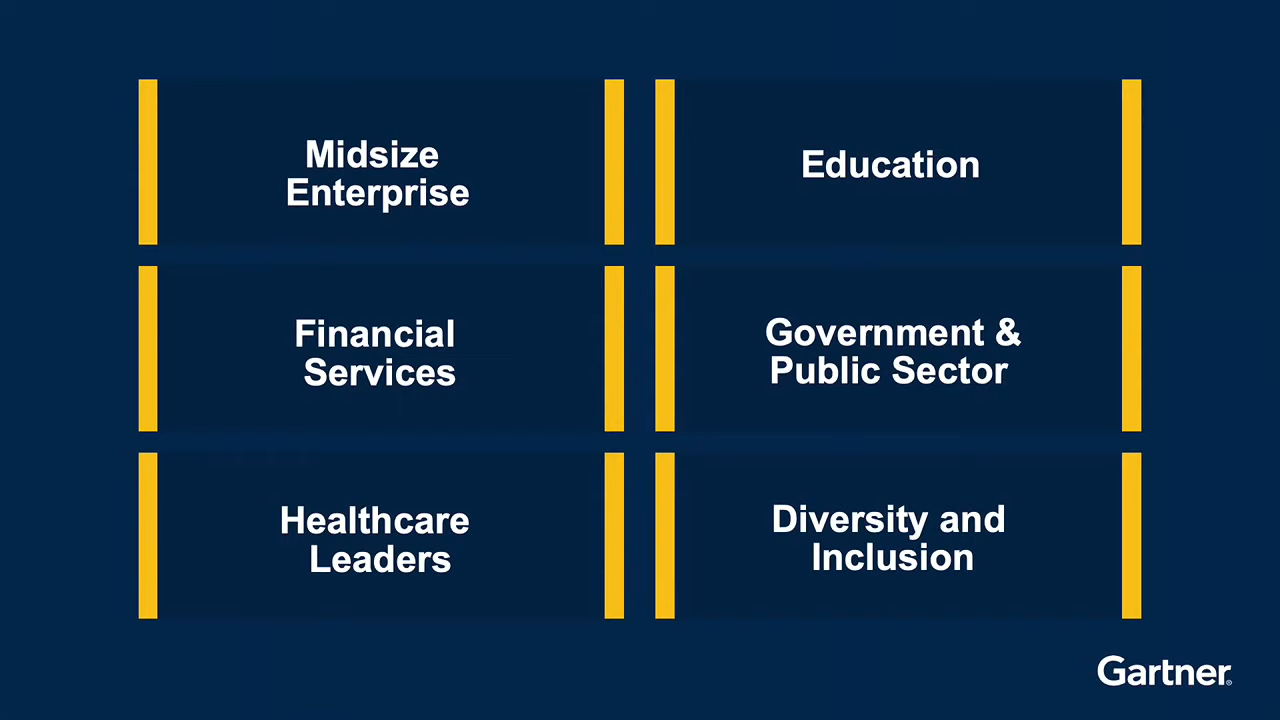 Midsize
Enterprise
Education
Financial
Services
Government &
Public Sector
Healthcare
Leaders
Diversity and
Inclusion
Gartner®